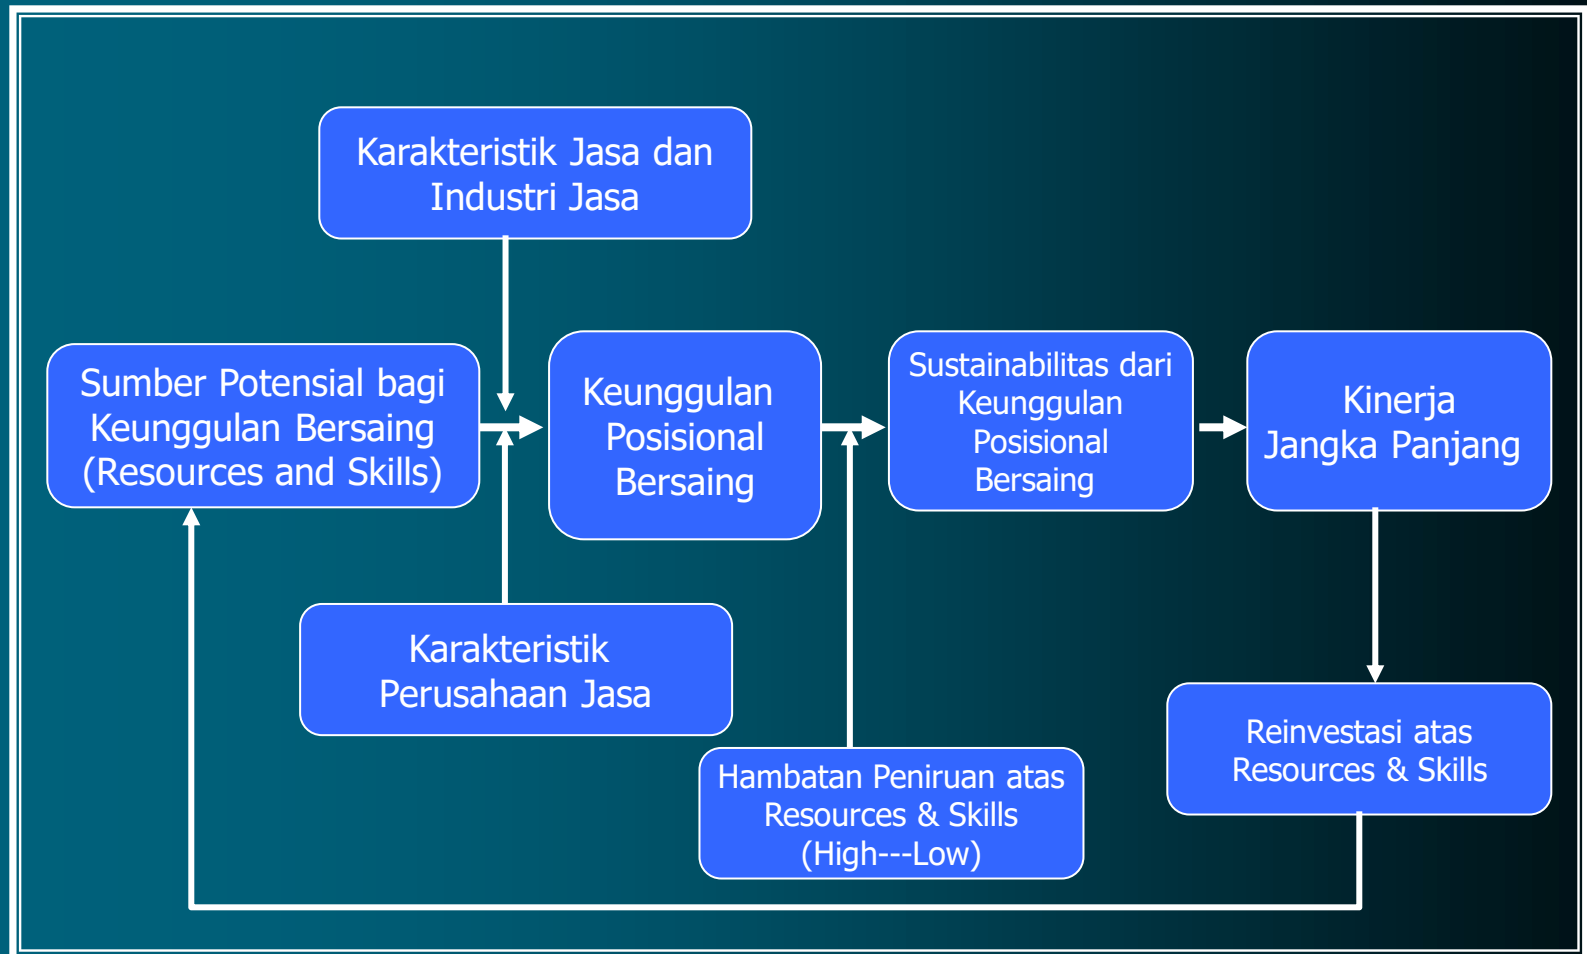 Karakteristik Jasa dan
Industri Jasa
Sumber Potensial bagi
Keunggulan Bersaing
(Resources and Skills)
Keunggulan
Posisional
Bersaing
Sustainabilitas dari
Keunggulan
Posisional
Bersaing
Kinerja
Jangka Panjang
Karakteristik
Perusahaan Jasa
Hambatan Peniruan atas
Resources & Skills
(High---Low)
Reinvestasi atas
Resources & Skills